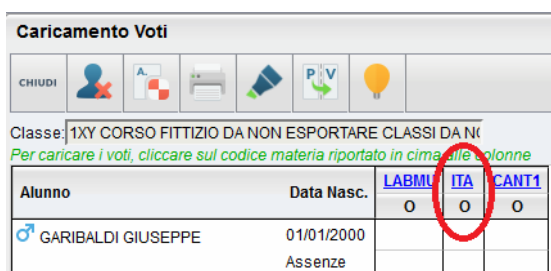 Caricamento Voti
CHIUDI A. P V
Classe: 1XY CORSO FITTIZIO DA NON ESPORTARE CLASSI DA N
Per caricare i voti, cliccare sul codice materia riportato in cima alle colonne
Alunno Data Nasc. LABMU ITA CANT1
O O O
GARIBALDI GIUSEPPE 01/01/2000
Assenze